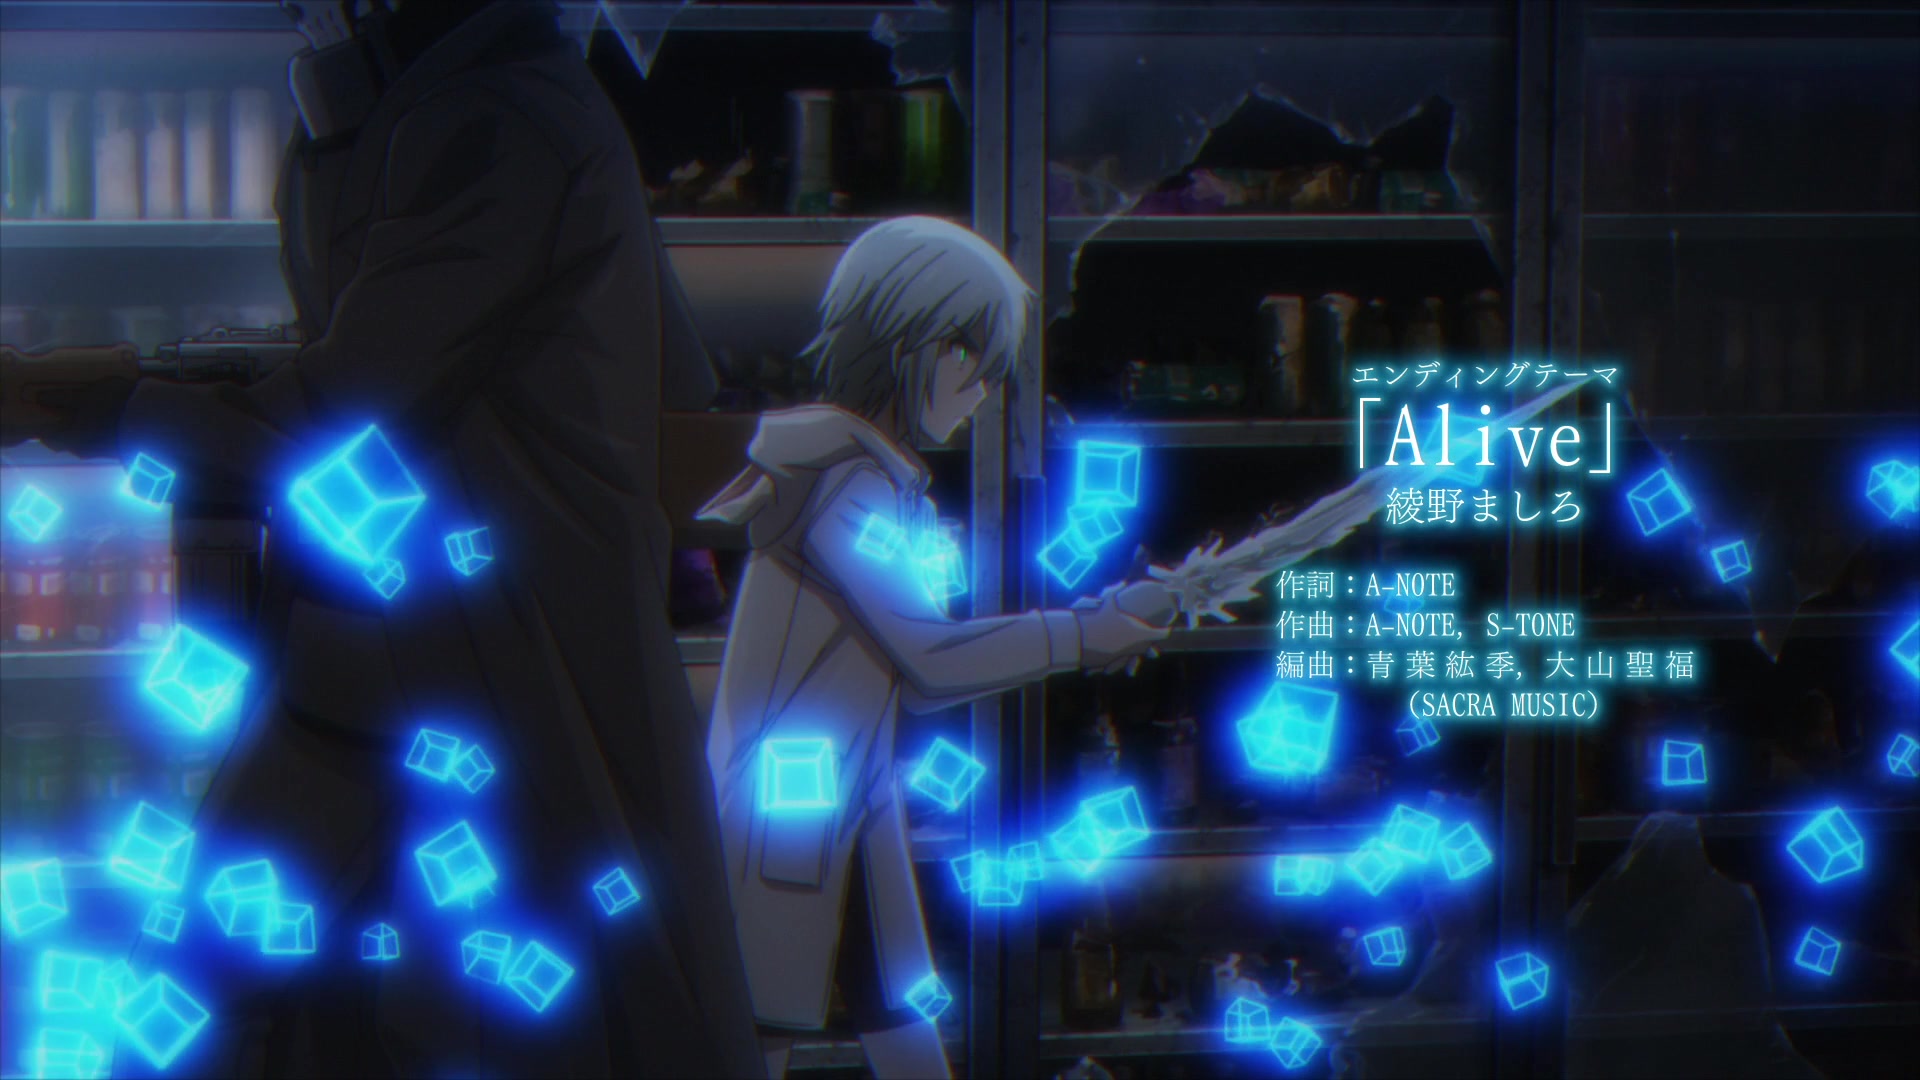 エンディングテーマ
「Alive」
綾野ましろ
作詞：A-NOTE
作曲：A-NOTE, S-TONE
編曲：青葉紘季, 大山聖福
(SACRA MUSIC)